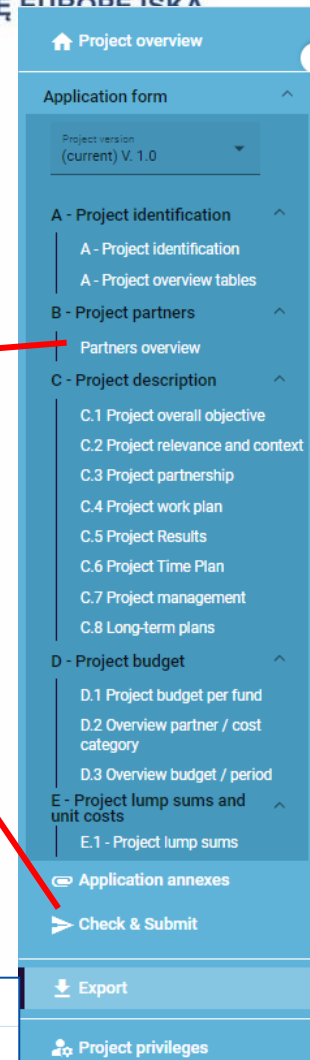 Ę EUROPEJSKA
Project overview
Application form
Project version
(current) V. 1.0
A - Project identification
A - Project identification
A - Project overview tables
B - Project partners
Partners overview
C - Project description
C.1 Project overall objective
C.2 Project relevance and context
C.3 Project partnership
C.4 Project work plan
C.5 Project Results
C.6 Project Time Plan
C.7 Project management
C.8 Long-term plans
D - Project budget
D.1 Project budget per fund
D.2 Overview partner / cost
category
D.3 Overview budget / period
E - Project lump sums and
unit costs
E.1 - Project lump sums
Application annexes
Check & Submit
Export
Project privileges